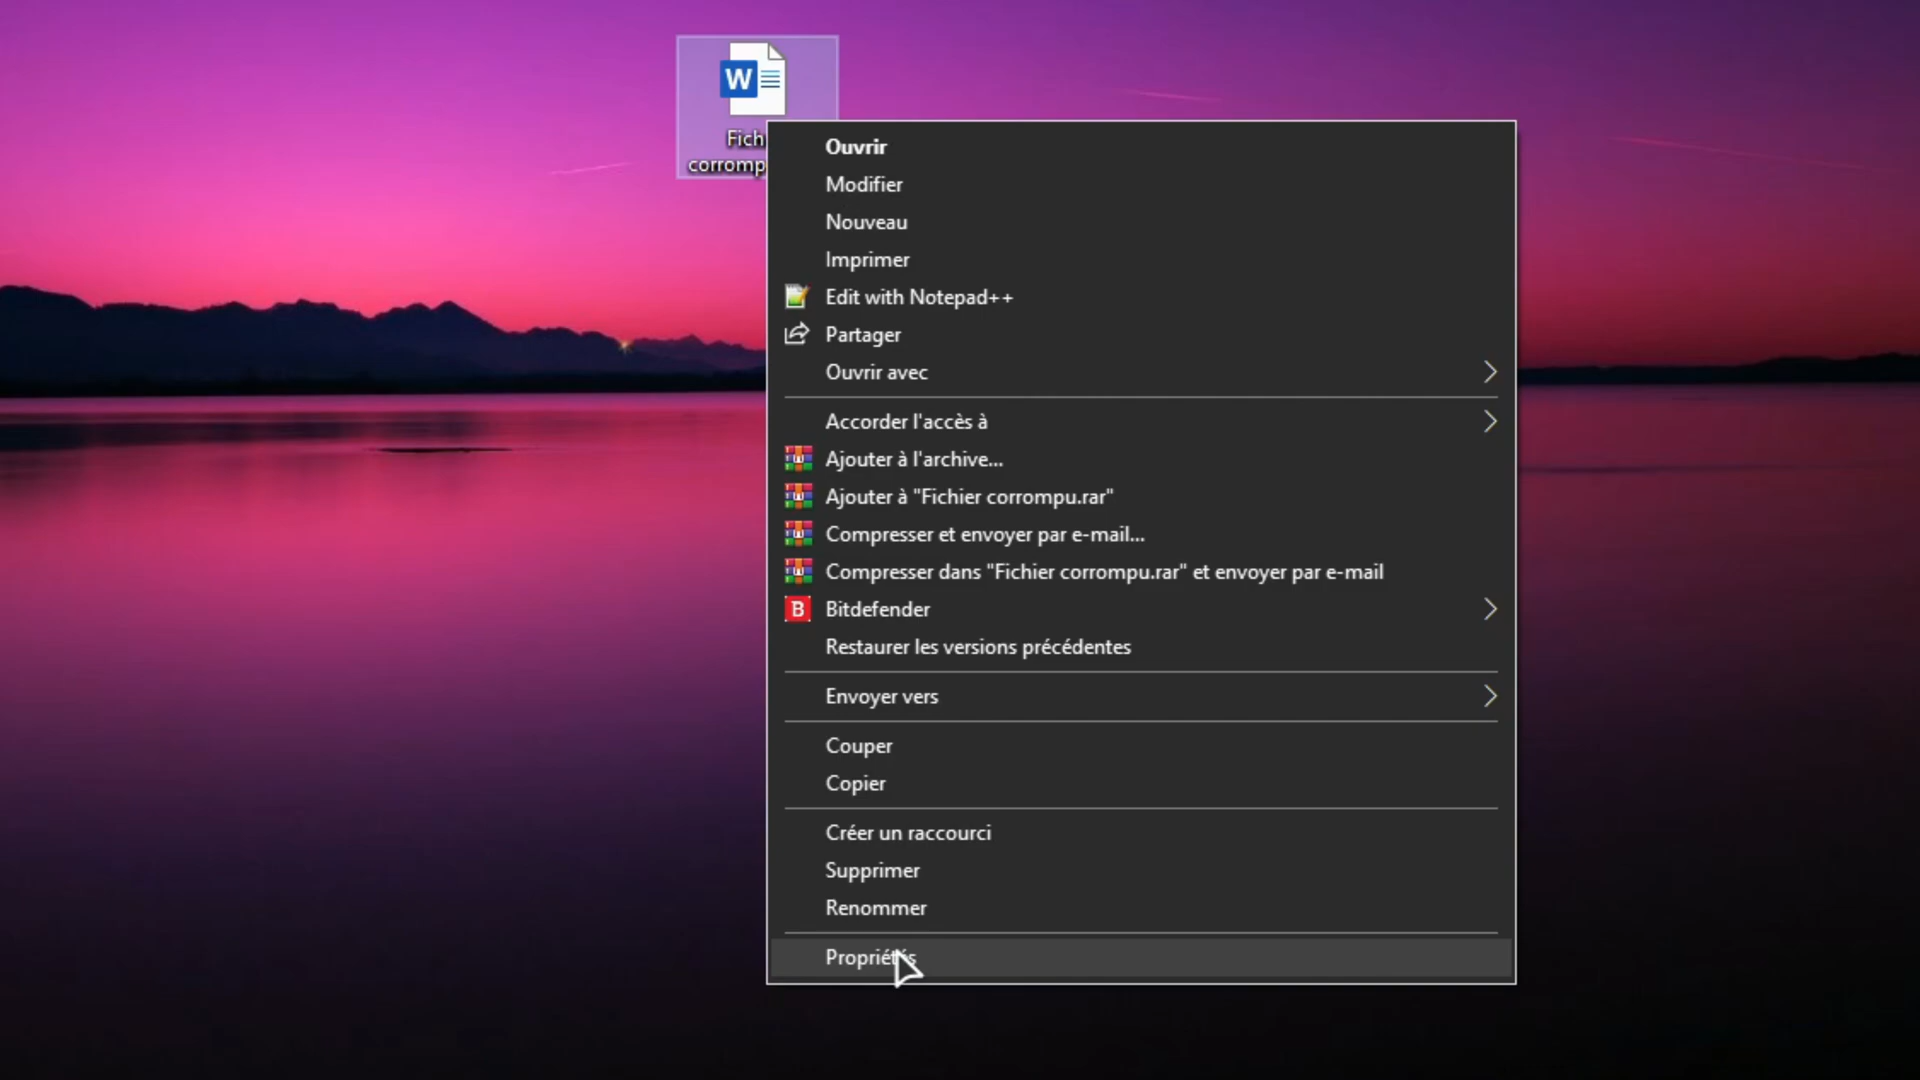 W
Fich
corromp
Ouvrir
Modifier
Nouveau
Imprimer
Edit with Notepad++
Partager
Ouvrir avec
Accorder l'accès à
Ajouter à l'archive...
Ajouter à "Fichier corrompu.rar"
Compresser et envoyer par e-mail...
Compresser dans "Fichier corrompu.rar" et envoyer par e-mail
B Bitdefender
Restaurer les versions précédentes
Envoyer vers
Couper
Copier
Créer un raccourci
Supprimer
Renommer
Propriétés